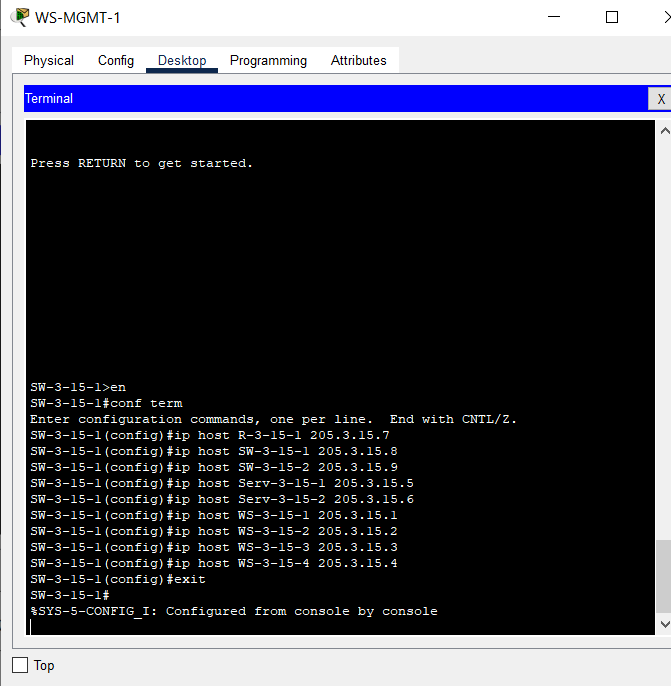 WS-MGMT-1
Physical Config Desktop Programming Attributes
Terminal X
Press RETURN to get started.
SW-3-15-1>en
SW-3-15-1#conf term
Enter configuration commands, one per line.  End with CNTL/Z.
SW-3-15-1(config)#ip host R-3-15-1 205.3.15.7
SW-3-15-1(config)#ip host SW-3-15-1 205.3.15.8
SW-3-15-1(config)#ip host SW-3-15-2 205.3.15.9
SW-3-15-1(config)#ip host Serv-3-15-1 205.3.15.5
SW-3-15-1(config)#ip host Serv-3-15-2 205.3.15.6
SW-3-15-1(config)#ip host WS-3-15-1 205.3.15.1
SW-3-15-1(config)#ip host WS-3-15-2 205.3.15.2
SW-3-15-1(config)#ip host WS-3-15-3 205.3.15.3
SW-3-15-1(config)#ip host WS-3-15-4 205.3.15.4
SW-3-15-1(config)#exit
SW-3-15-1#
%SYS-5-CONFIG_I: Configured from console by console
Top